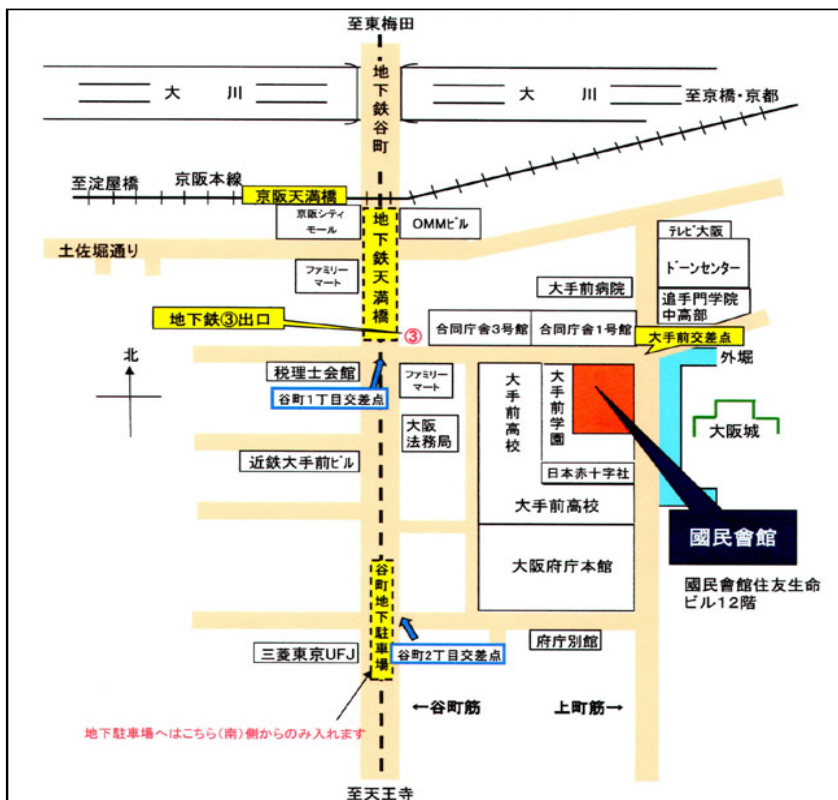 至東梅田
大　川
地下鉄谷町
大　川
至京橋・京都
至淀屋橋
京阪本線
京阪天満橋
京阪シティ
モール
地下鉄天満橋
OMMビル
土佐堀通り
ファミリー
マート
テレビ大阪
ドーンセンター
大手前病院
追手門学院
中高部
地下鉄③出口
③
合同庁舎3号館
合同庁舎1号館
大手前交差点
外堀
北
税理士会館
谷町1丁目交差点
ファミリー
マート
大手前高校
大手前学園
大阪城
大阪
法務局
近鉄大手前ビル
日本赤十字社
大手前高校
國民會館
大阪府庁本館
國民會館住友生命
ビル12階
谷町地下駐車場
三菱東京UFJ
谷町2丁目交差点
府庁別館
←谷町筋
上町筋→
地下駐車場へはこちら(南)側からのみ入れます
至天王寺